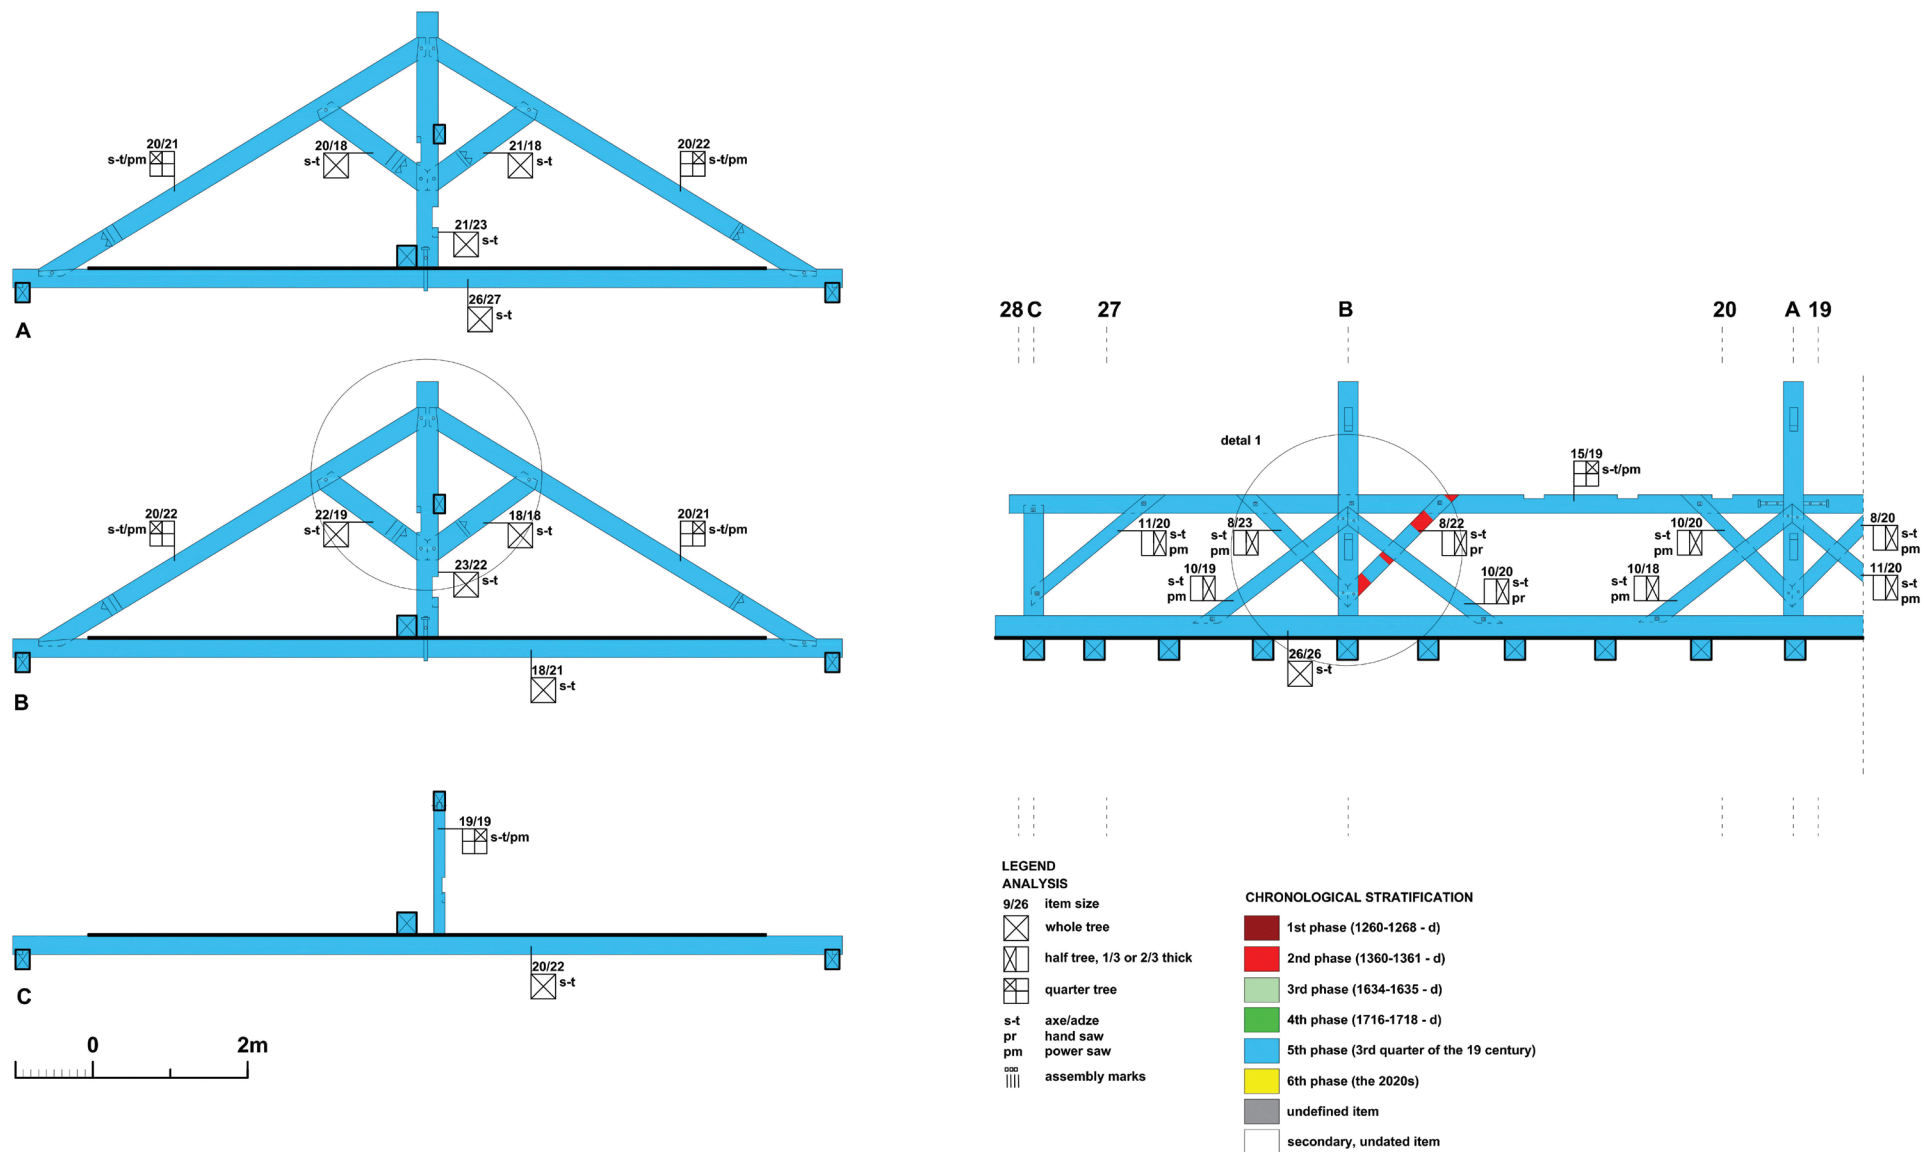 20/21
s-t/pm
20/18
s-t
21/18
s-t
20/22
s-t/pm
21/23
s-t
26/27
s-t
A
20/22
s-t/pm
22/19
s-t
18/18
s-t
20/21
s-t/pm
23/22
s-t
18/21
s-t
B
19/19
s-t/pm
20/22
s-t
C
0 2m
28 C 27 B 20 A 19
detal 1
15/19
s-t/pm
11/20
s-t
pm
8/23
s-t
pm
8/22
s-t
pr
10/20
s-t
pm
8/20
s-t
pm
10/19
s-t
pm
10/20
s-t
pr
10/18
s-t
pm
11/20
s-t
pm
26/26
s-t
LEGEND
ANALYSIS
9/26 item size
whole tree
half tree, 1/3 or 2/3 thick
quarter tree
s-t axe/adze
pr hand saw
pm power saw
assembly marks
CHRONOLOGICAL STRATIFICATION
1st phase (1260-1268 - d)
2nd phase (1360-1361 - d)
3rd phase (1634-1635 - d)
4th phase (1716-1718 - d)
5th phase (3rd quarter of the 19 century)
6th phase (the 2020s)
undefined item
secondary, undated item